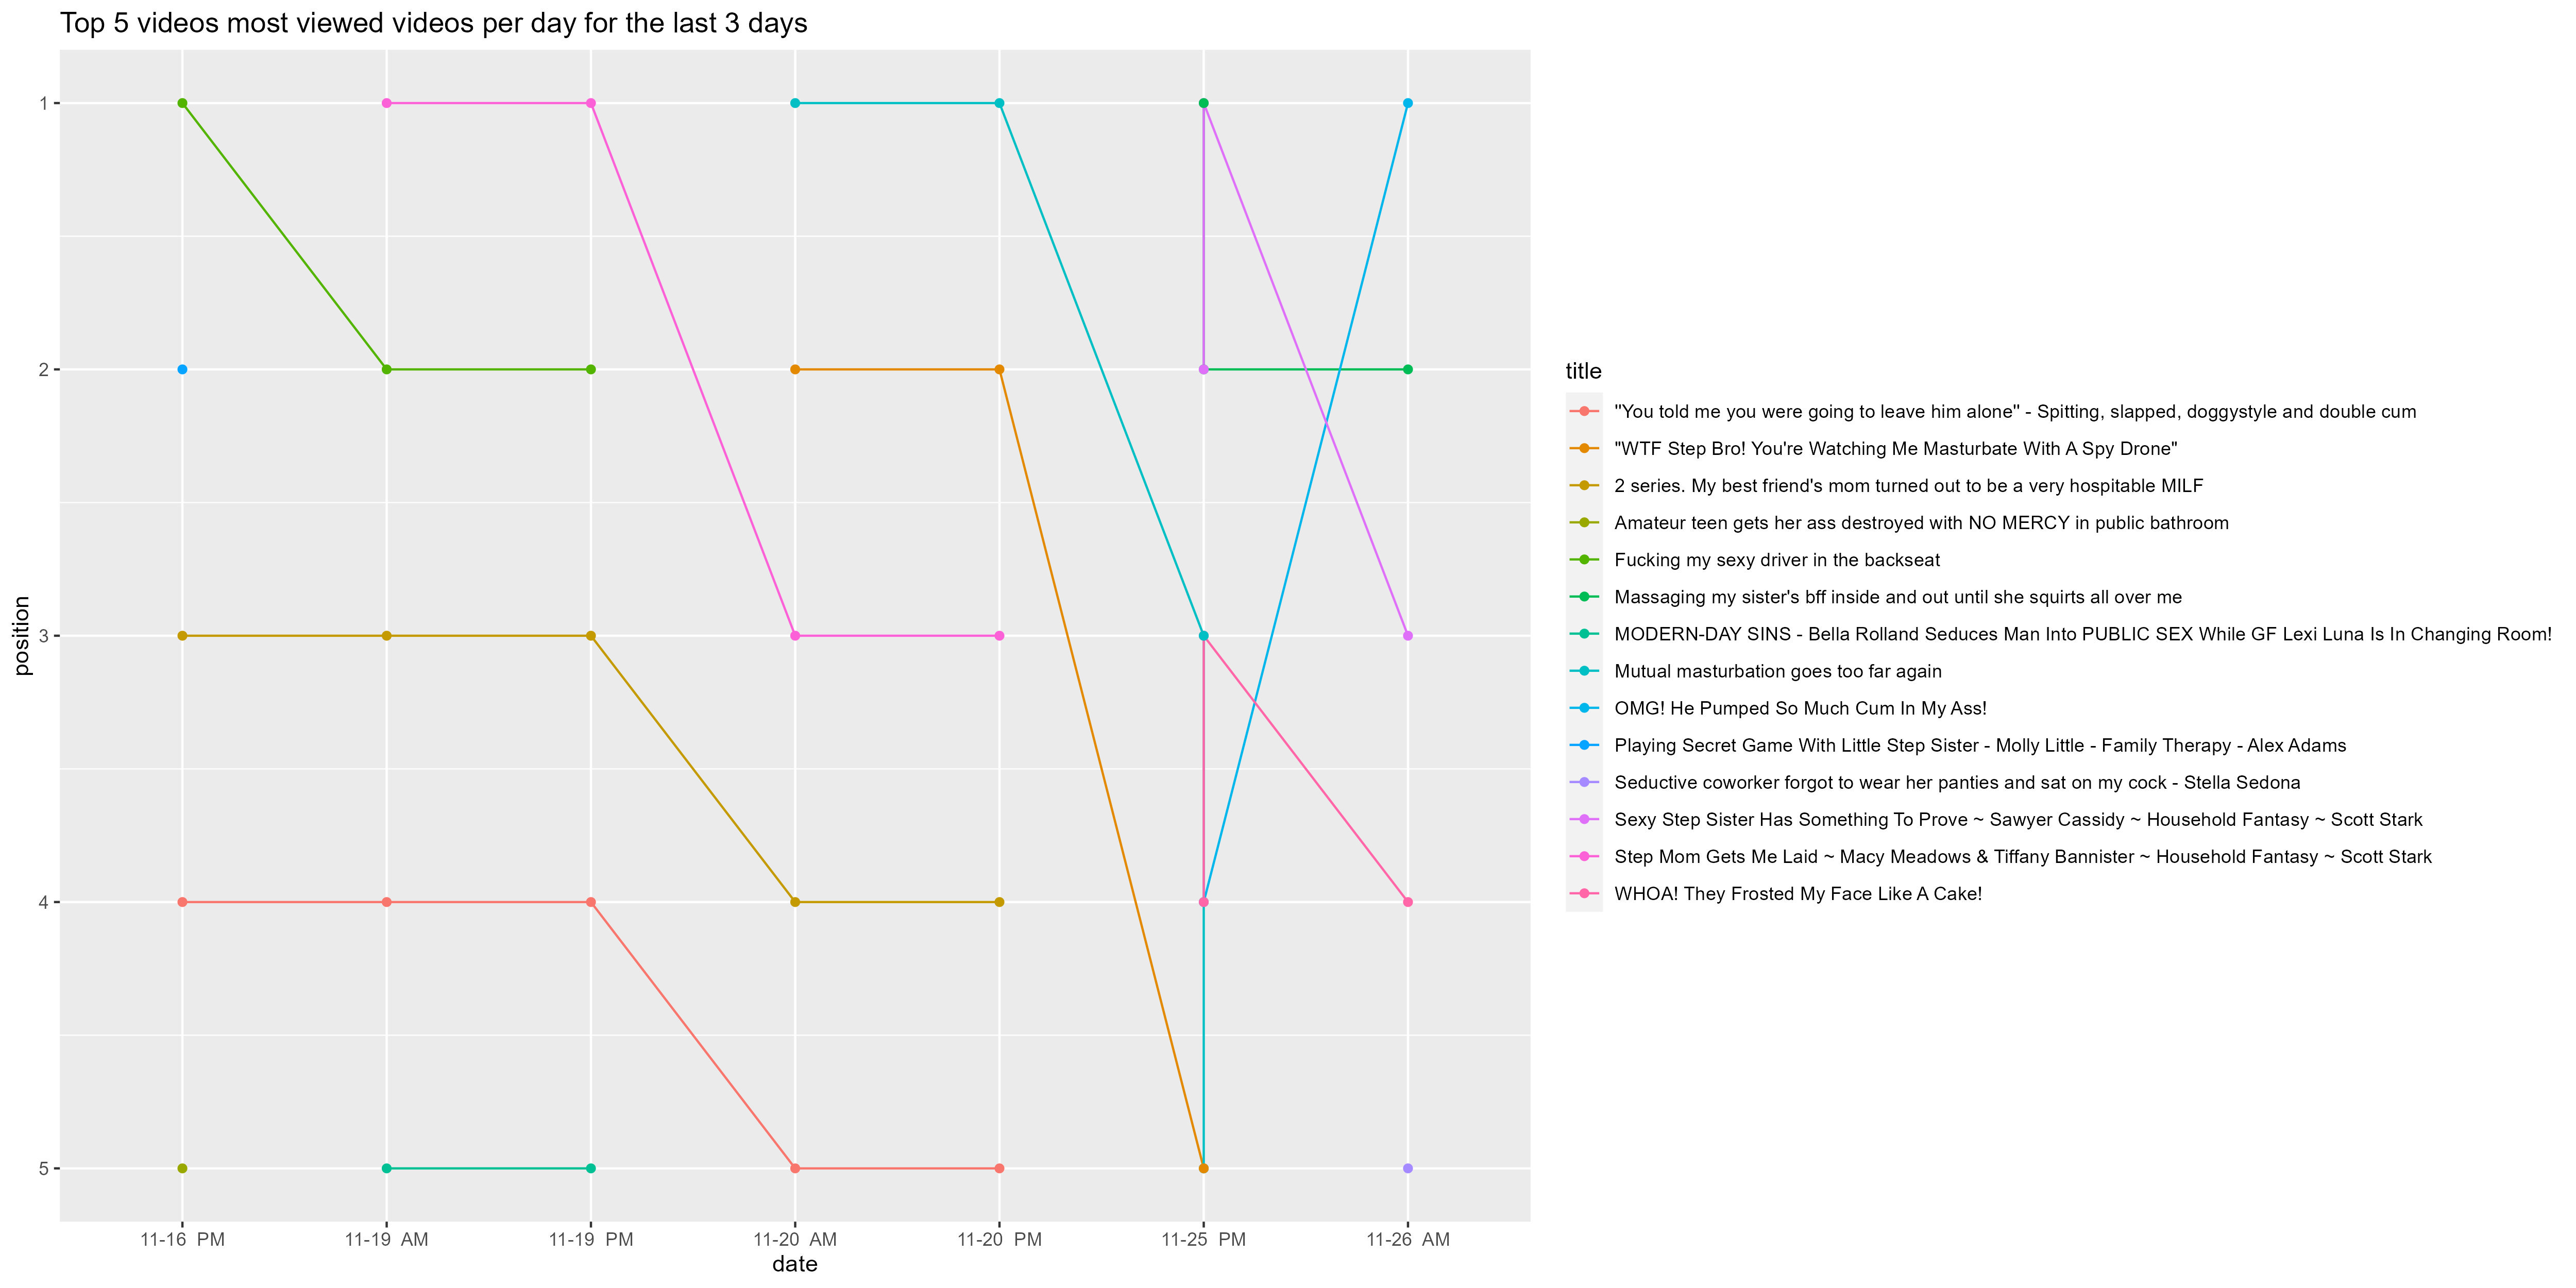 Top 5 videos most viewed videos per day for the last 3 days
position
1
2
3
4
5
11-16  PM
11-19  AM
11-19  PM
11-20  AM
11-20  PM
11-25  PM
11-26  AM
date
title
"You told me you were going to leave him alone" - Spitting, slapped, doggystyle and double cum
"WTF Step Bro! You're Watching Me Masturbate With A Spy Drone"
2 series. My best friend's mom turned out to be a very hospitable MILF
Amateur teen gets her ass destroyed with NO MERCY in public bathroom
Fucking my sexy driver in the backseat
Massaging my sister's bff inside and out until she squirts all over me
MODERN-DAY SINS - Bella Rolland Seduces Man Into PUBLIC SEX While GF Lexi Luna Is In Changing Room!
Mutual masturbation goes too far again
OMG! He Pumped So Much Cum In My Ass!
Playing Secret Game With Little Step Sister - Molly Little - Family Therapy - Alex Adams
Seductive coworker forgot to wear her panties and sat on my cock - Stella Sedona
Sexy Step Sister Has Something To Prove ~ Sawyer Cassidy ~ Household Fantasy ~ Scott Stark
Step Mom Gets Me Laid ~ Macy Meadows & Tiffany Bannister ~ Household Fantasy ~ Scott Stark
WHOA! They Frosted My Face Like A Cake!